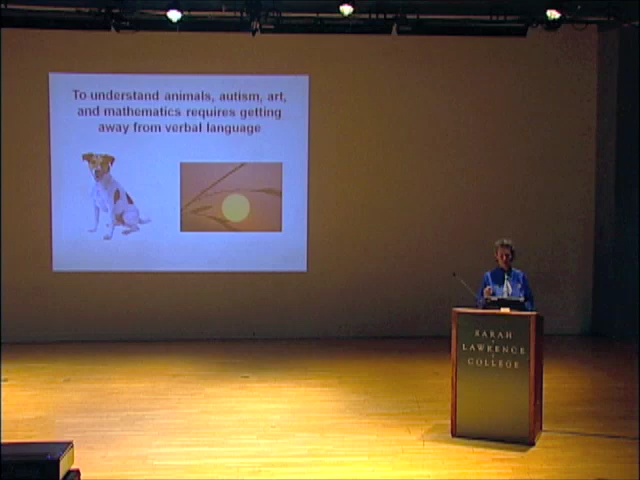 To understand animals, autism, art,
and mathematics requires getting
away from verbal language
SARAH
LAWRENCE
COLLEGE